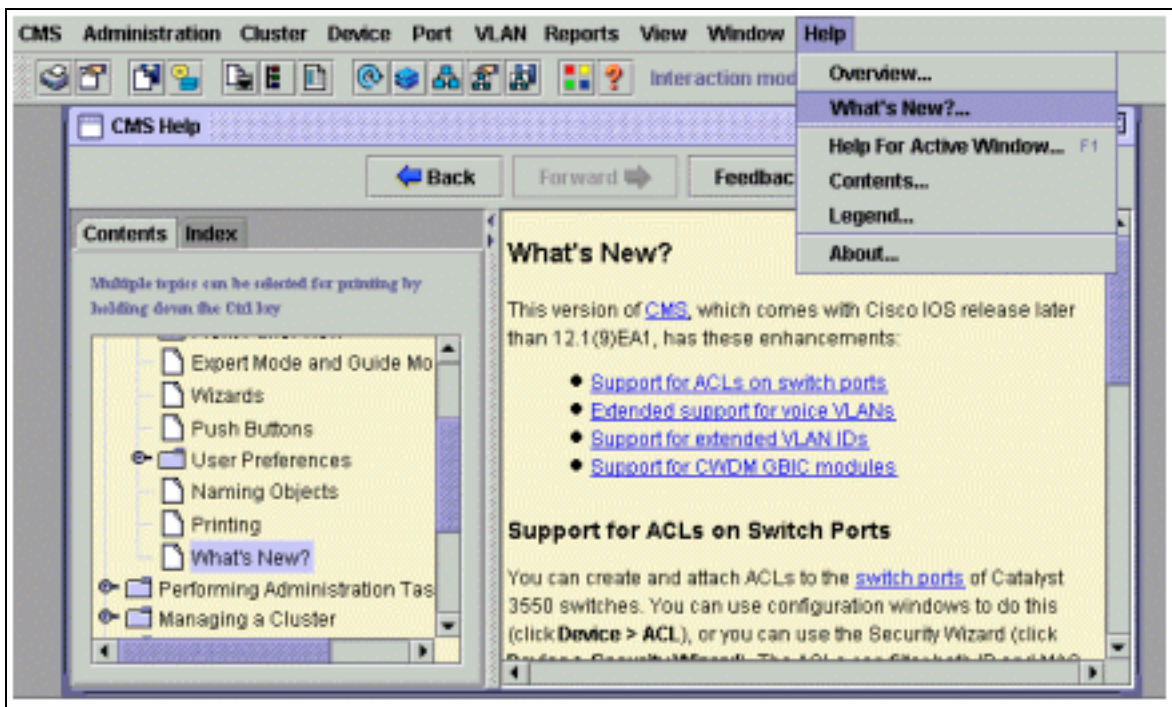 CMS Administration Cluster Device Port VLAN Reports View Window Help
Interaction mod
Overview...
What's New?...
Help For Active Window... F1
Contents...
Legend...
About...
CMS Help
Back Forward Feedbac
Contents Index
Multiple topics can be selected for printing by
holding down the Ctrl key
Expert Mode and Guide Mo
Wizards
Push Buttons
User Preferences
Naming Objects
Printing
What's New?
Performing Administration Tas
Managing a Cluster
What's New?
This version of CMS, which comes with Cisco IOS release later
than 12.1(9)EA1, has these enhancements:
Support for ACLs on switch ports
Extended support for voice VLANs
Support for extended VLAN IDs
Support for CWDM GBIC modules
Support for ACLs on Switch Ports
You can create and attach ACLs to the switch ports of Catalyst
3550 switches. You can use configuration windows to do this
(click Device > ACL), or you can use the Security Wizard (click